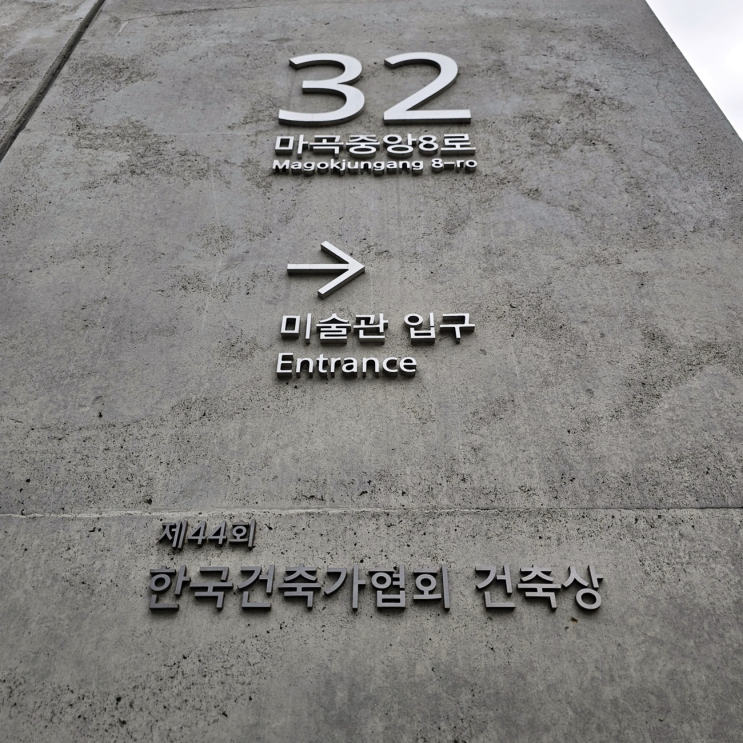 32
마곡중앙8로
Magokjungang 8-ro
→
미술관 입구
Entrance
제44회
한국건축가협회 건축상